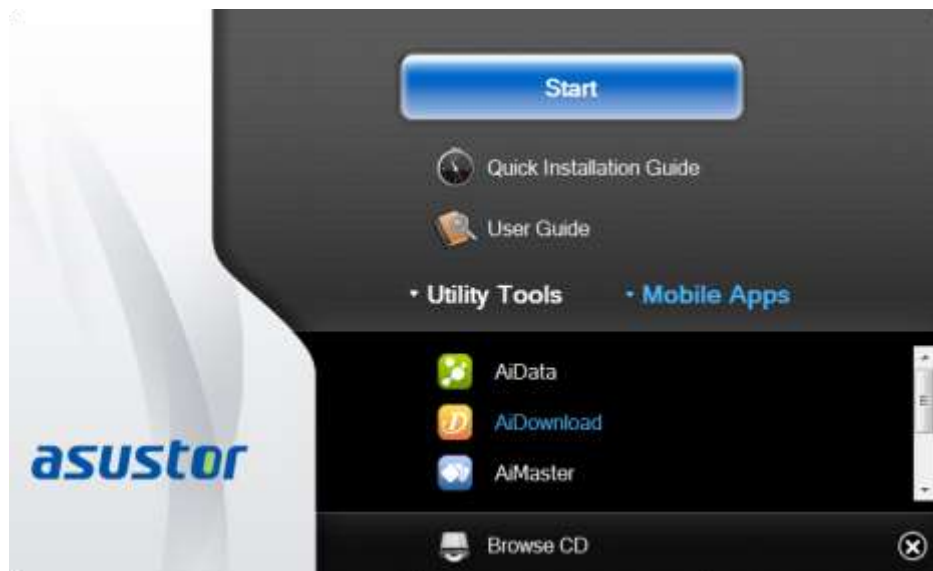 Start
Quick Installation Guide
User Guide
Utility Tools
Mobile Apps
AiData
AiDownload
AiMaster
asustor
Browse CD